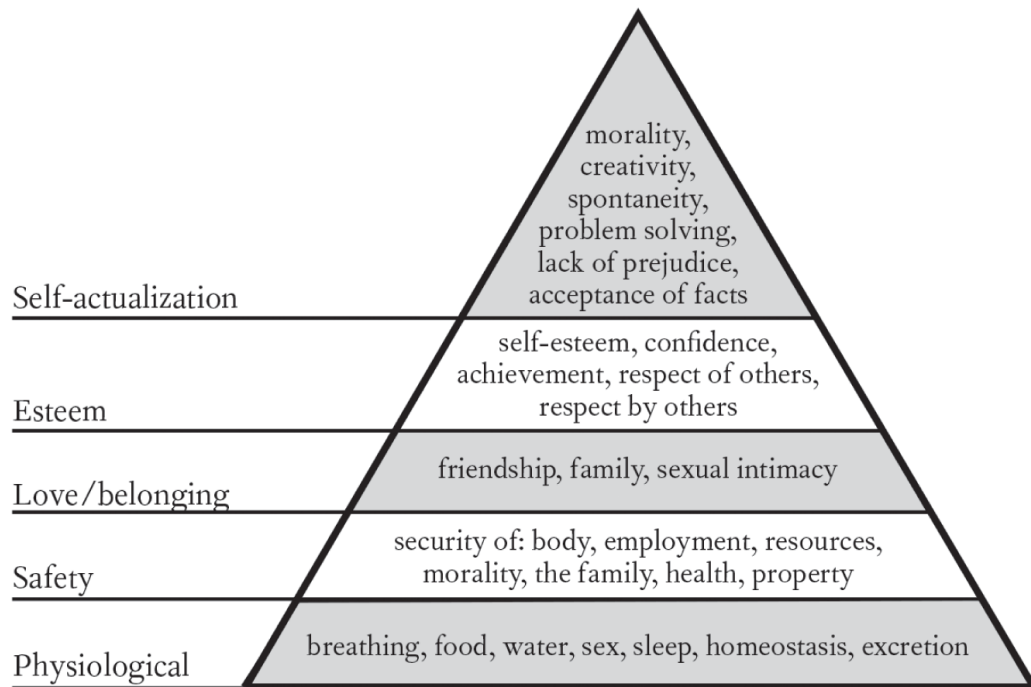 morality,
creativity,
spontaneity,
problem solving,
lack of prejudice,
acceptance of facts
Self-actualization
self-esteem, confidence,
achievement, respect of others,
respect by others
Esteem
friendship, family, sexual intimacy
Love/belonging
security of: body, employment, resources,
morality, the family, health, property
Safety
breathing, food, water, sex, sleep, homeostasis, excretion
Physiological